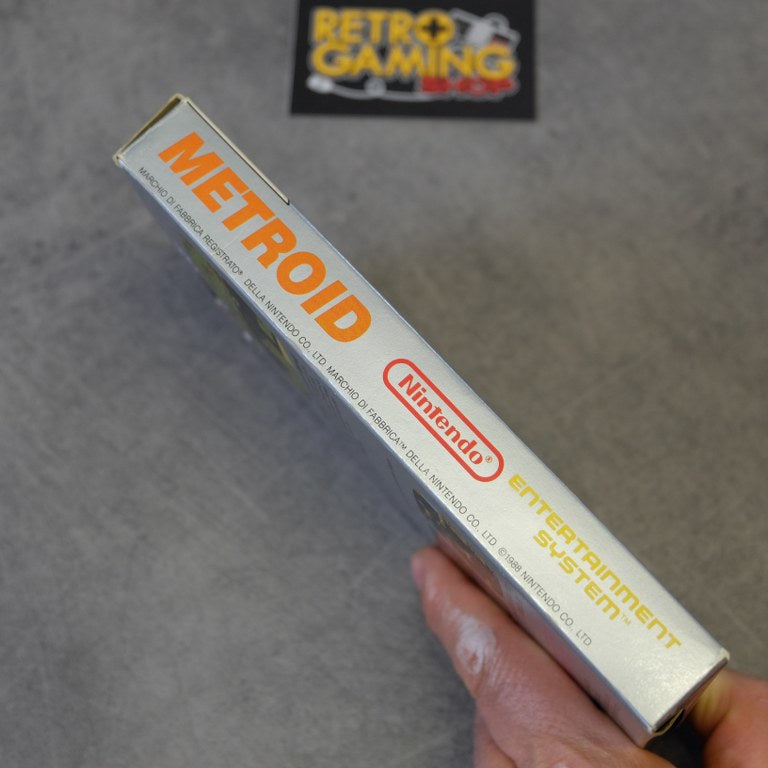 RETRO
GAMING
SHOP
METROID
MARCHIO DI FABBRICA REGISTRATO® DELLA NINTENDO CO., LTD. MARCHIO DI FABBRICA™ DELLA NINTENDO CO., LTD. ©1988 NINTENDO CO., LTD
Nintendo®
ENTERTAINMENT
SYSTEM™